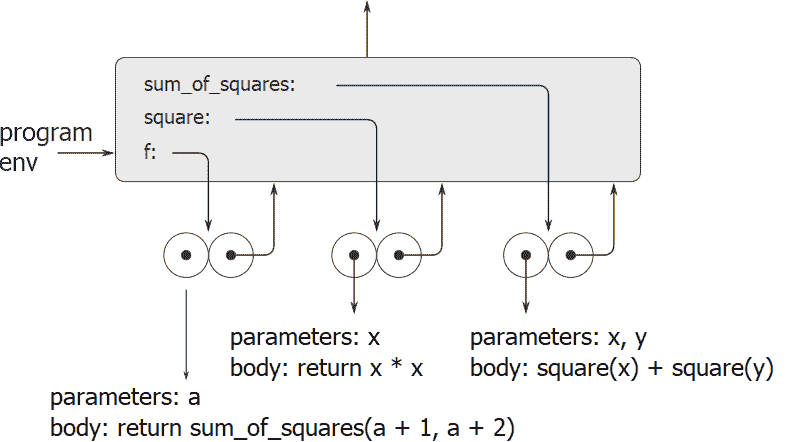 sum_of_squares:
square:
f:
program
env
parameters: x
body: return x * x
parameters: x, y
body: square(x) + square(y)
parameters: a
body: return sum_of_squares(a + 1, a + 2)